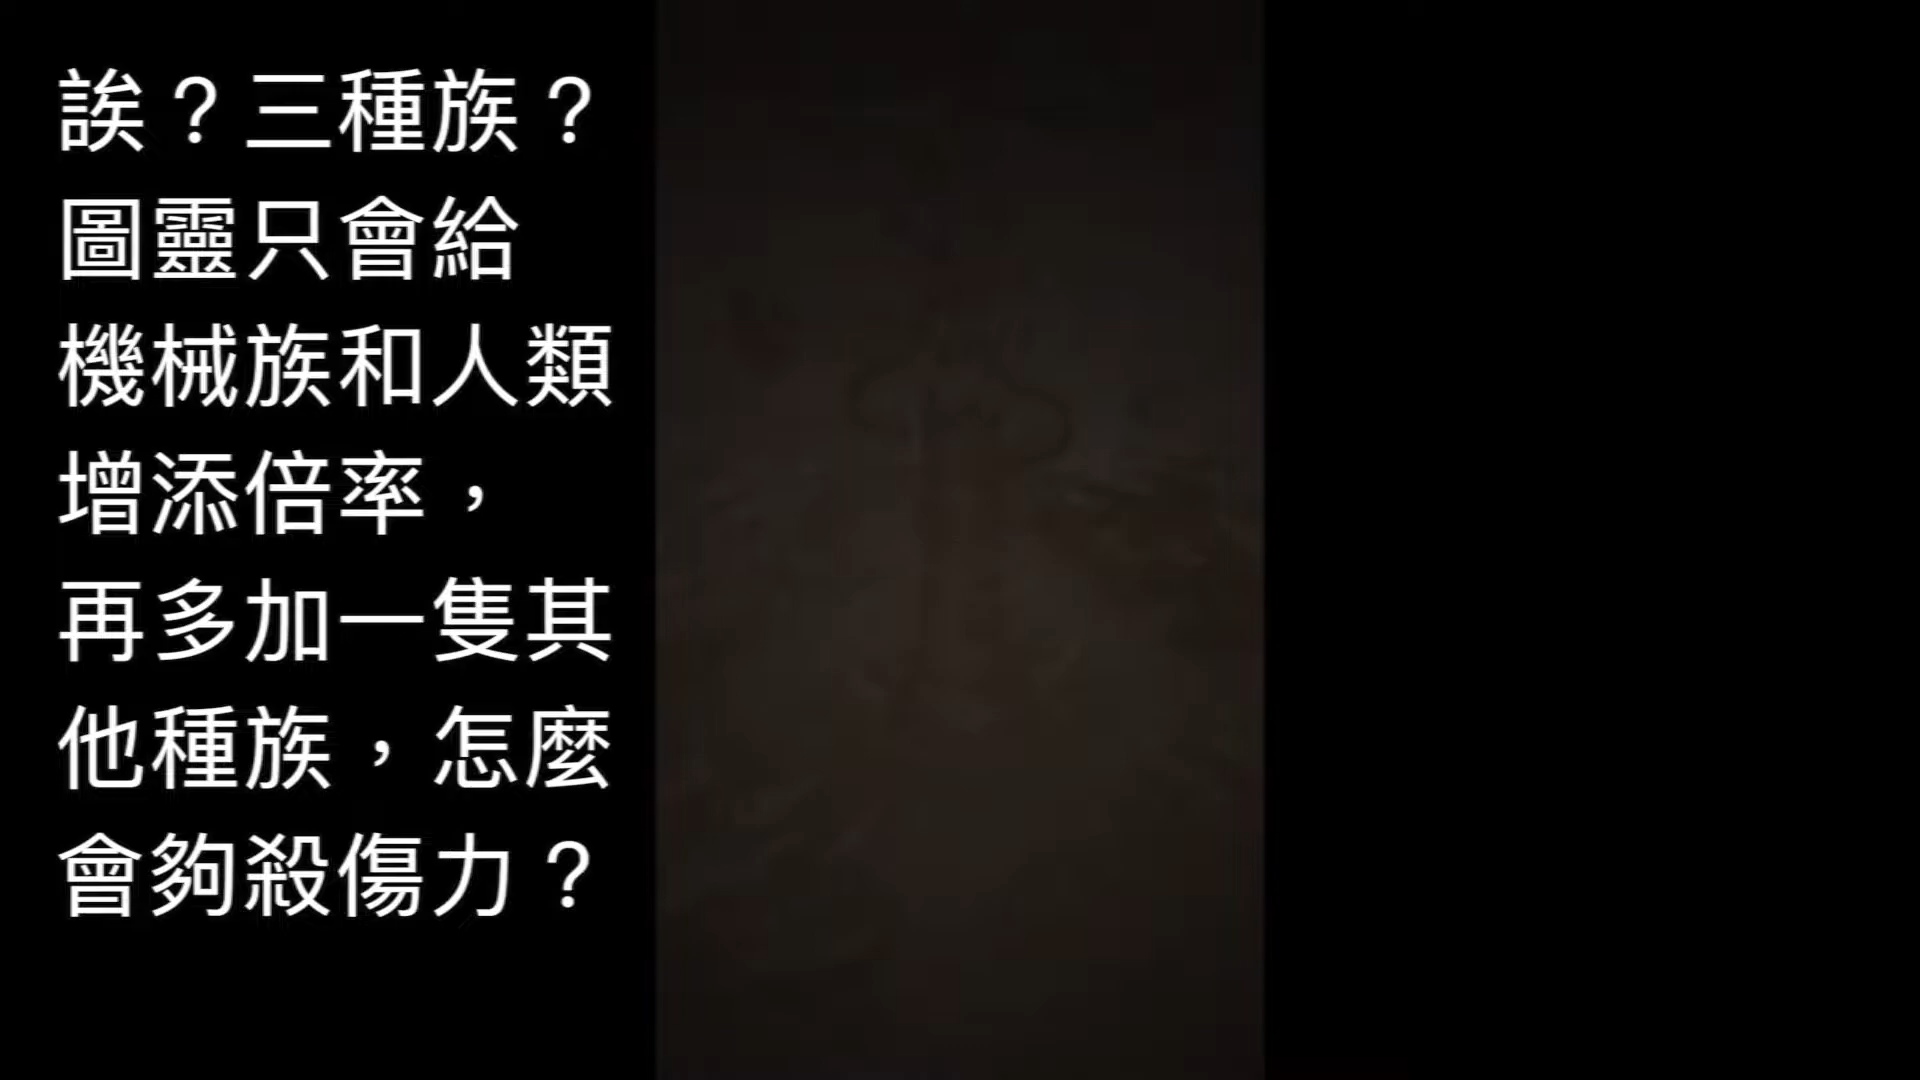 誒？三種族？
圖靈只會給
機械族和人類
增添倍率，
再多加一隻其
他種族，怎麼
會夠殺傷力？